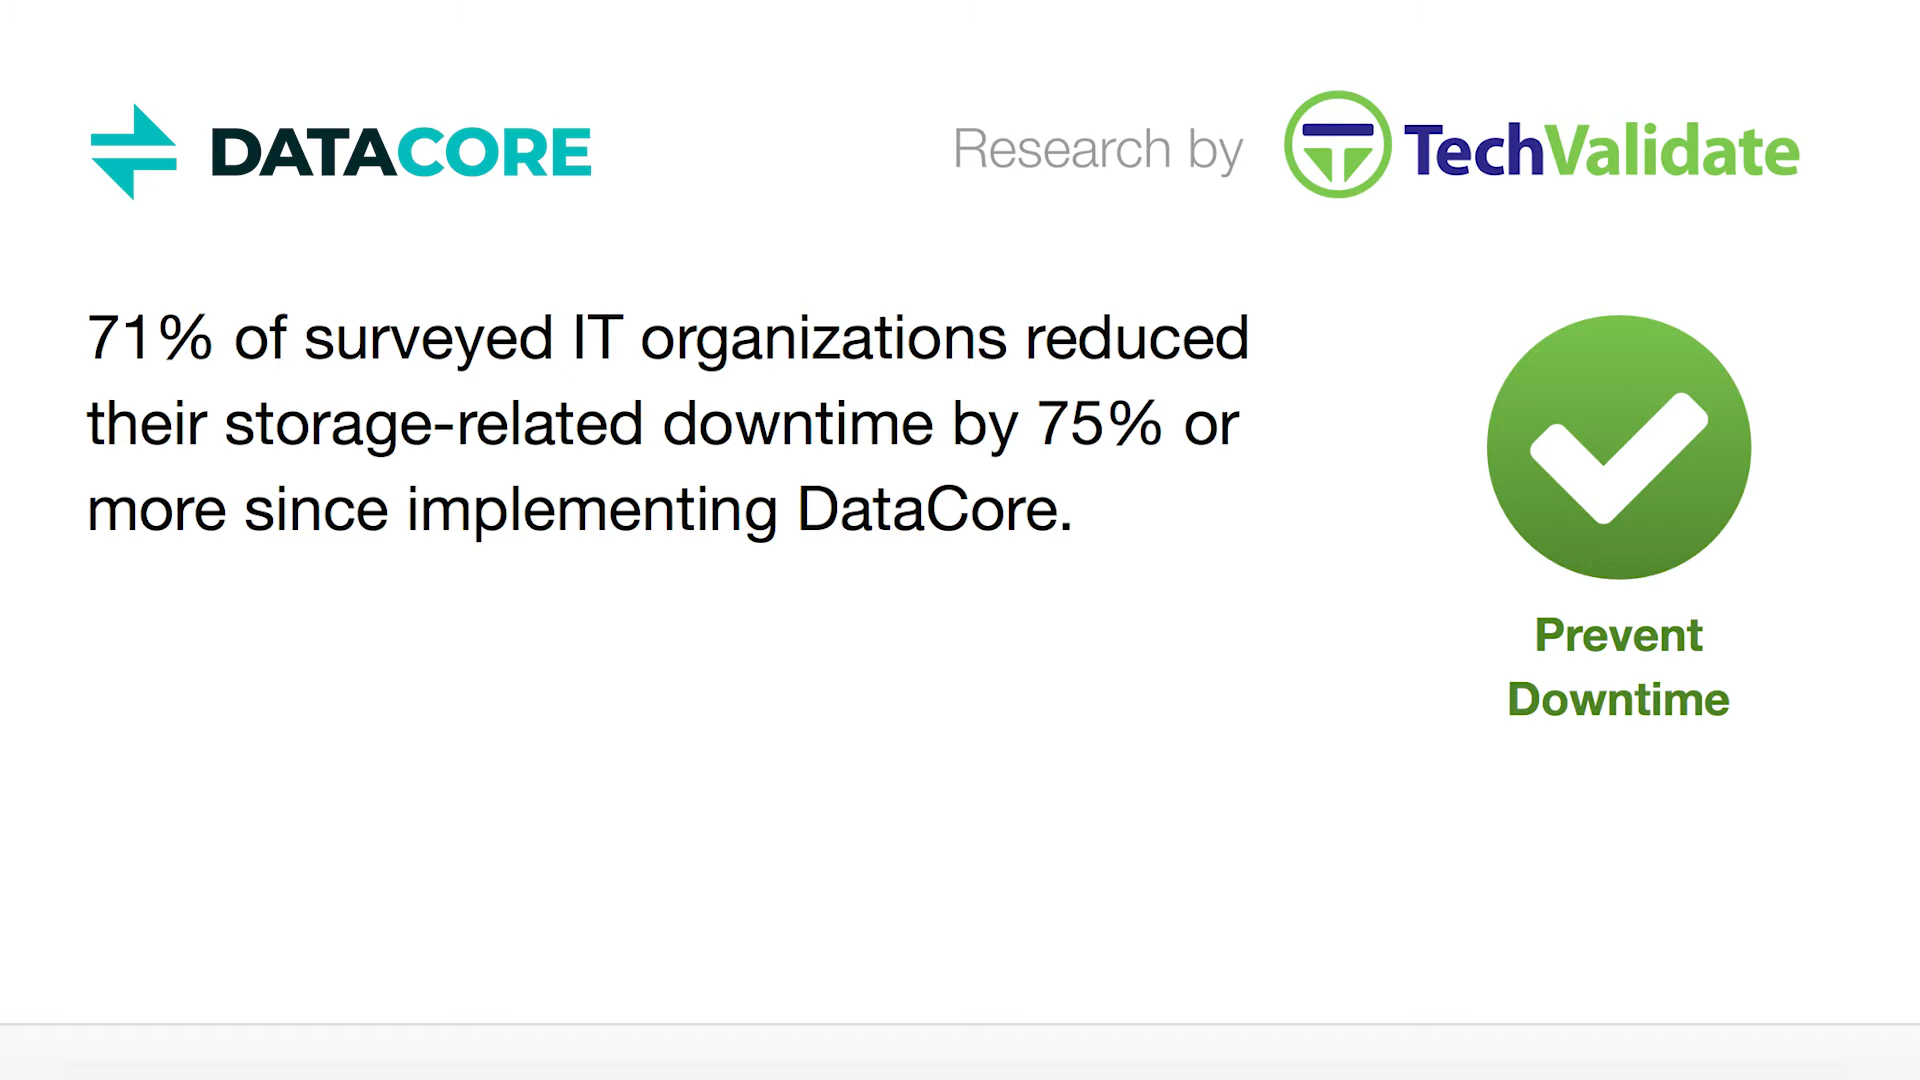 DATACORE
Research by TechValidate
71% of surveyed IT organizations reduced
their storage-related downtime by 75% or
more since implementing DataCore.
Prevent
Downtime